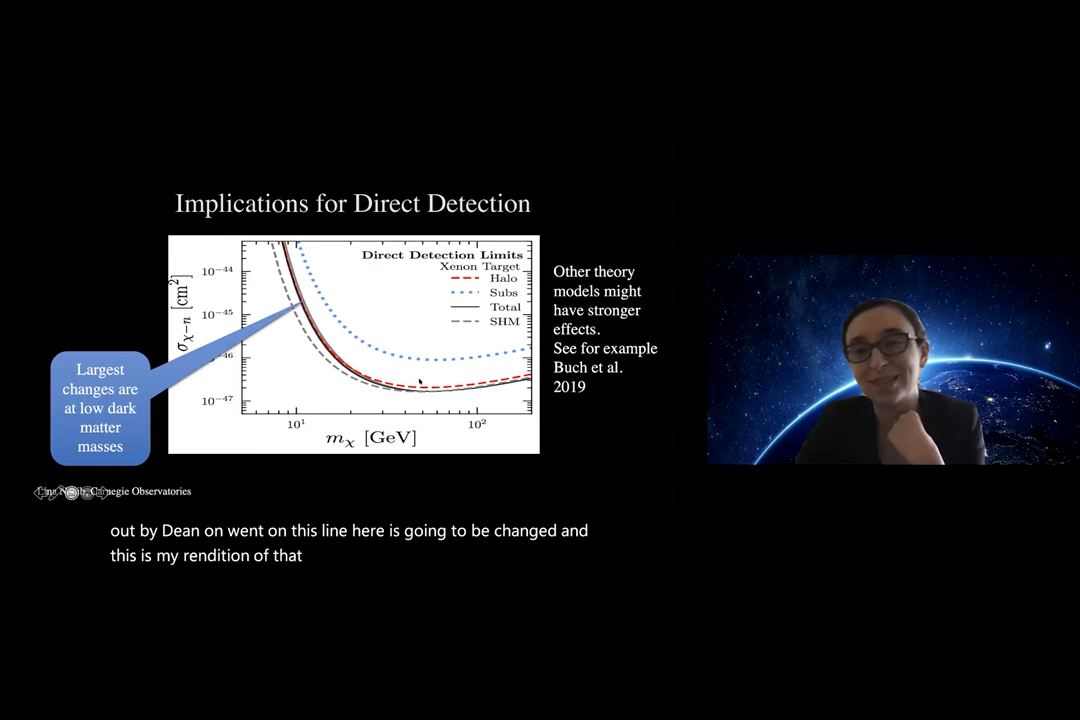 Implications for Direct Detection
Direct Detection Limits
Xenon Target
Halo
Subs
Total
SHM
10⁻⁴⁴
10⁻⁴⁵
⁻⁴⁶
10⁻⁴⁷
σχ−n [cm²]
10¹
10²
mχ [GeV]
Largest
changes are
at low dark
matter
masses
Other theory
models might
have stronger
effects.
See for example
Buch et al.
2019
Carnegie Observatories
out by Dean on went on this line here is going to be changed and
this is my rendition of that